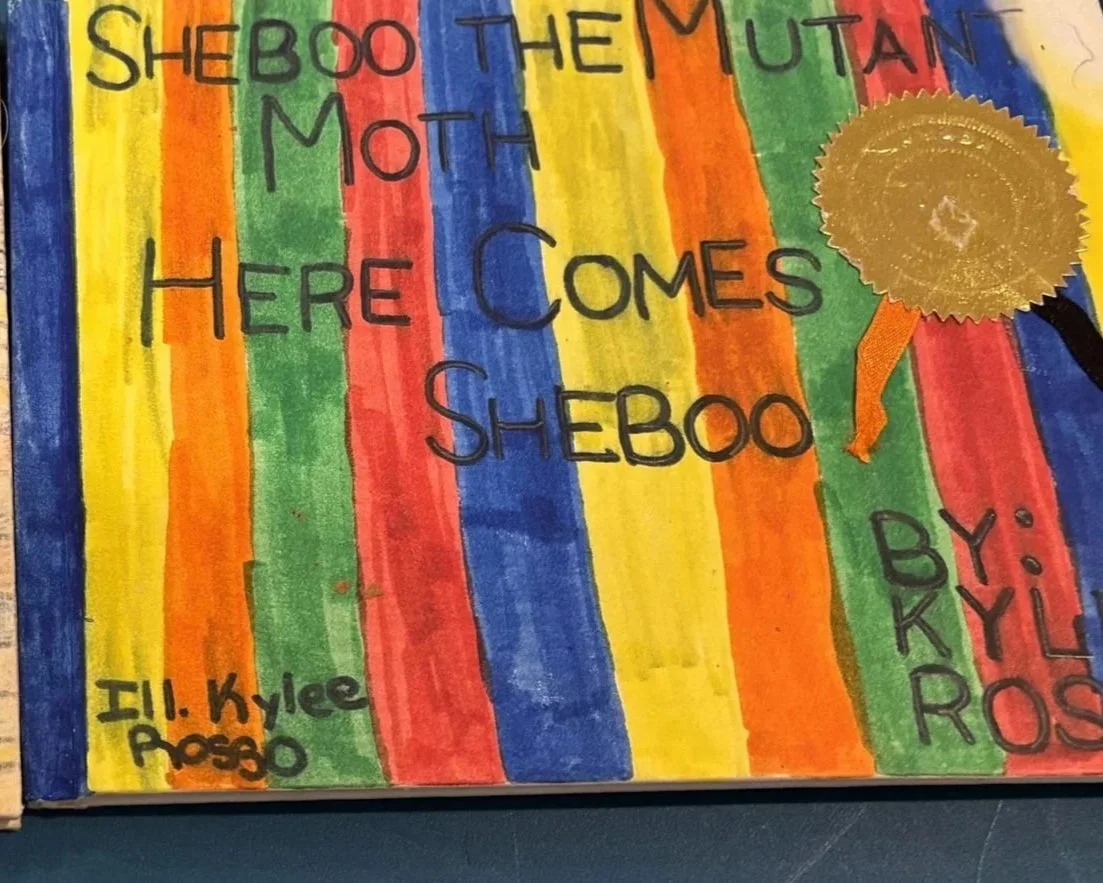 SHEBOO THE MUTANT
MOTH
HERE COMES
SHEBOO
BY:
KYL
ROS
Ill. Kylee
Rosso